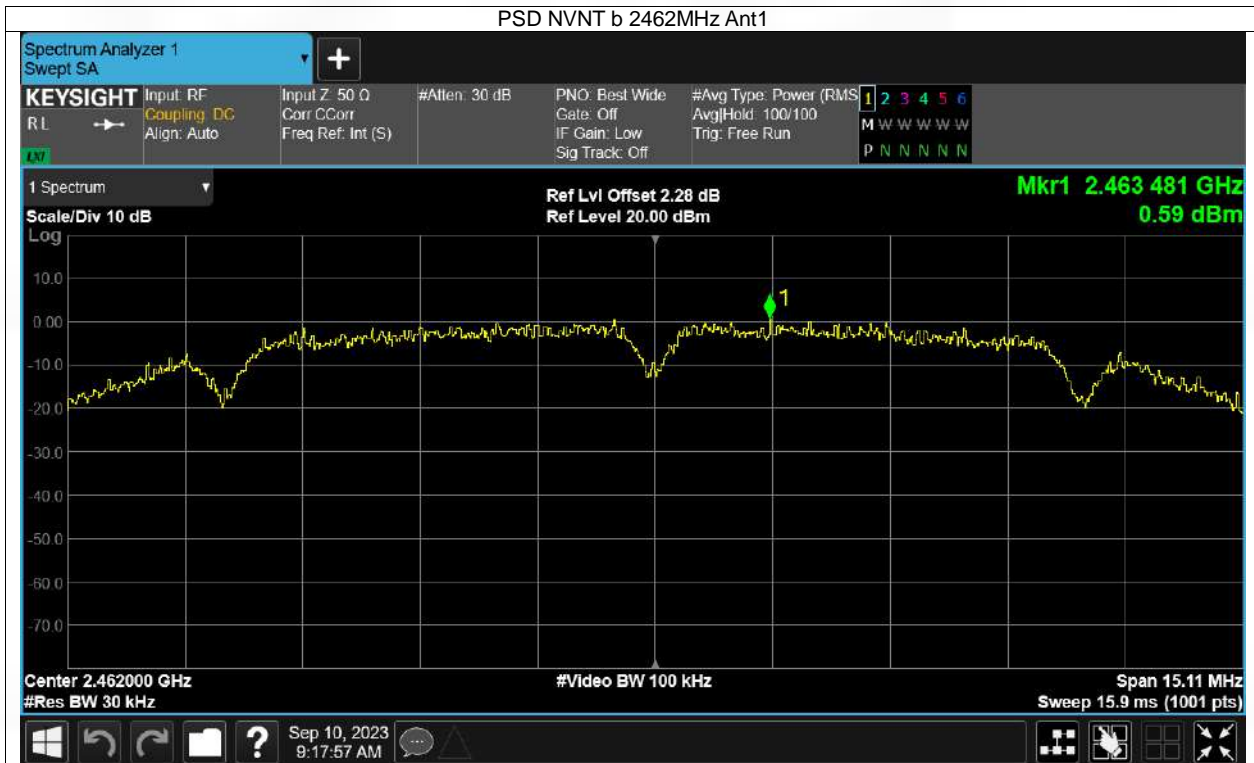 PSD NVNT b 2462MHz Ant1
Spectrum Analyzer 1
Swept SA
+
KEYSIGHT
RL
LXI
Input: RF
Coupling: DC
Align: Auto
Input Z: 50 Ω
Corr CCorr
Freq Ref: Int (S)
#Atten: 30 dB
PNO: Best Wide
Gate: Off
IF Gain: Low
Sig Track: Off
#Avg Type: Power (RMS
Avg|Hold: 100/100
Trig: Free Run
1 2 3 4 5 6
M W W W W W
P N N N N N
1 Spectrum
Scale/Div 10 dB
Log
Ref Lvl Offset 2.28 dB
Ref Level 20.00 dBm
Mkr1 2.463 481 GHz
0.59 dBm
10.0
0.00
-10.0
-20.0
-30.0
-40.0
-50.0
-60.0
-70.0
1
Center 2.462000 GHz
#Res BW 30 kHz
#Video BW 100 kHz
Span 15.11 MHz
Sweep 15.9 ms (1001 pts)
?
Sep 10, 2023
9:17:57 AM